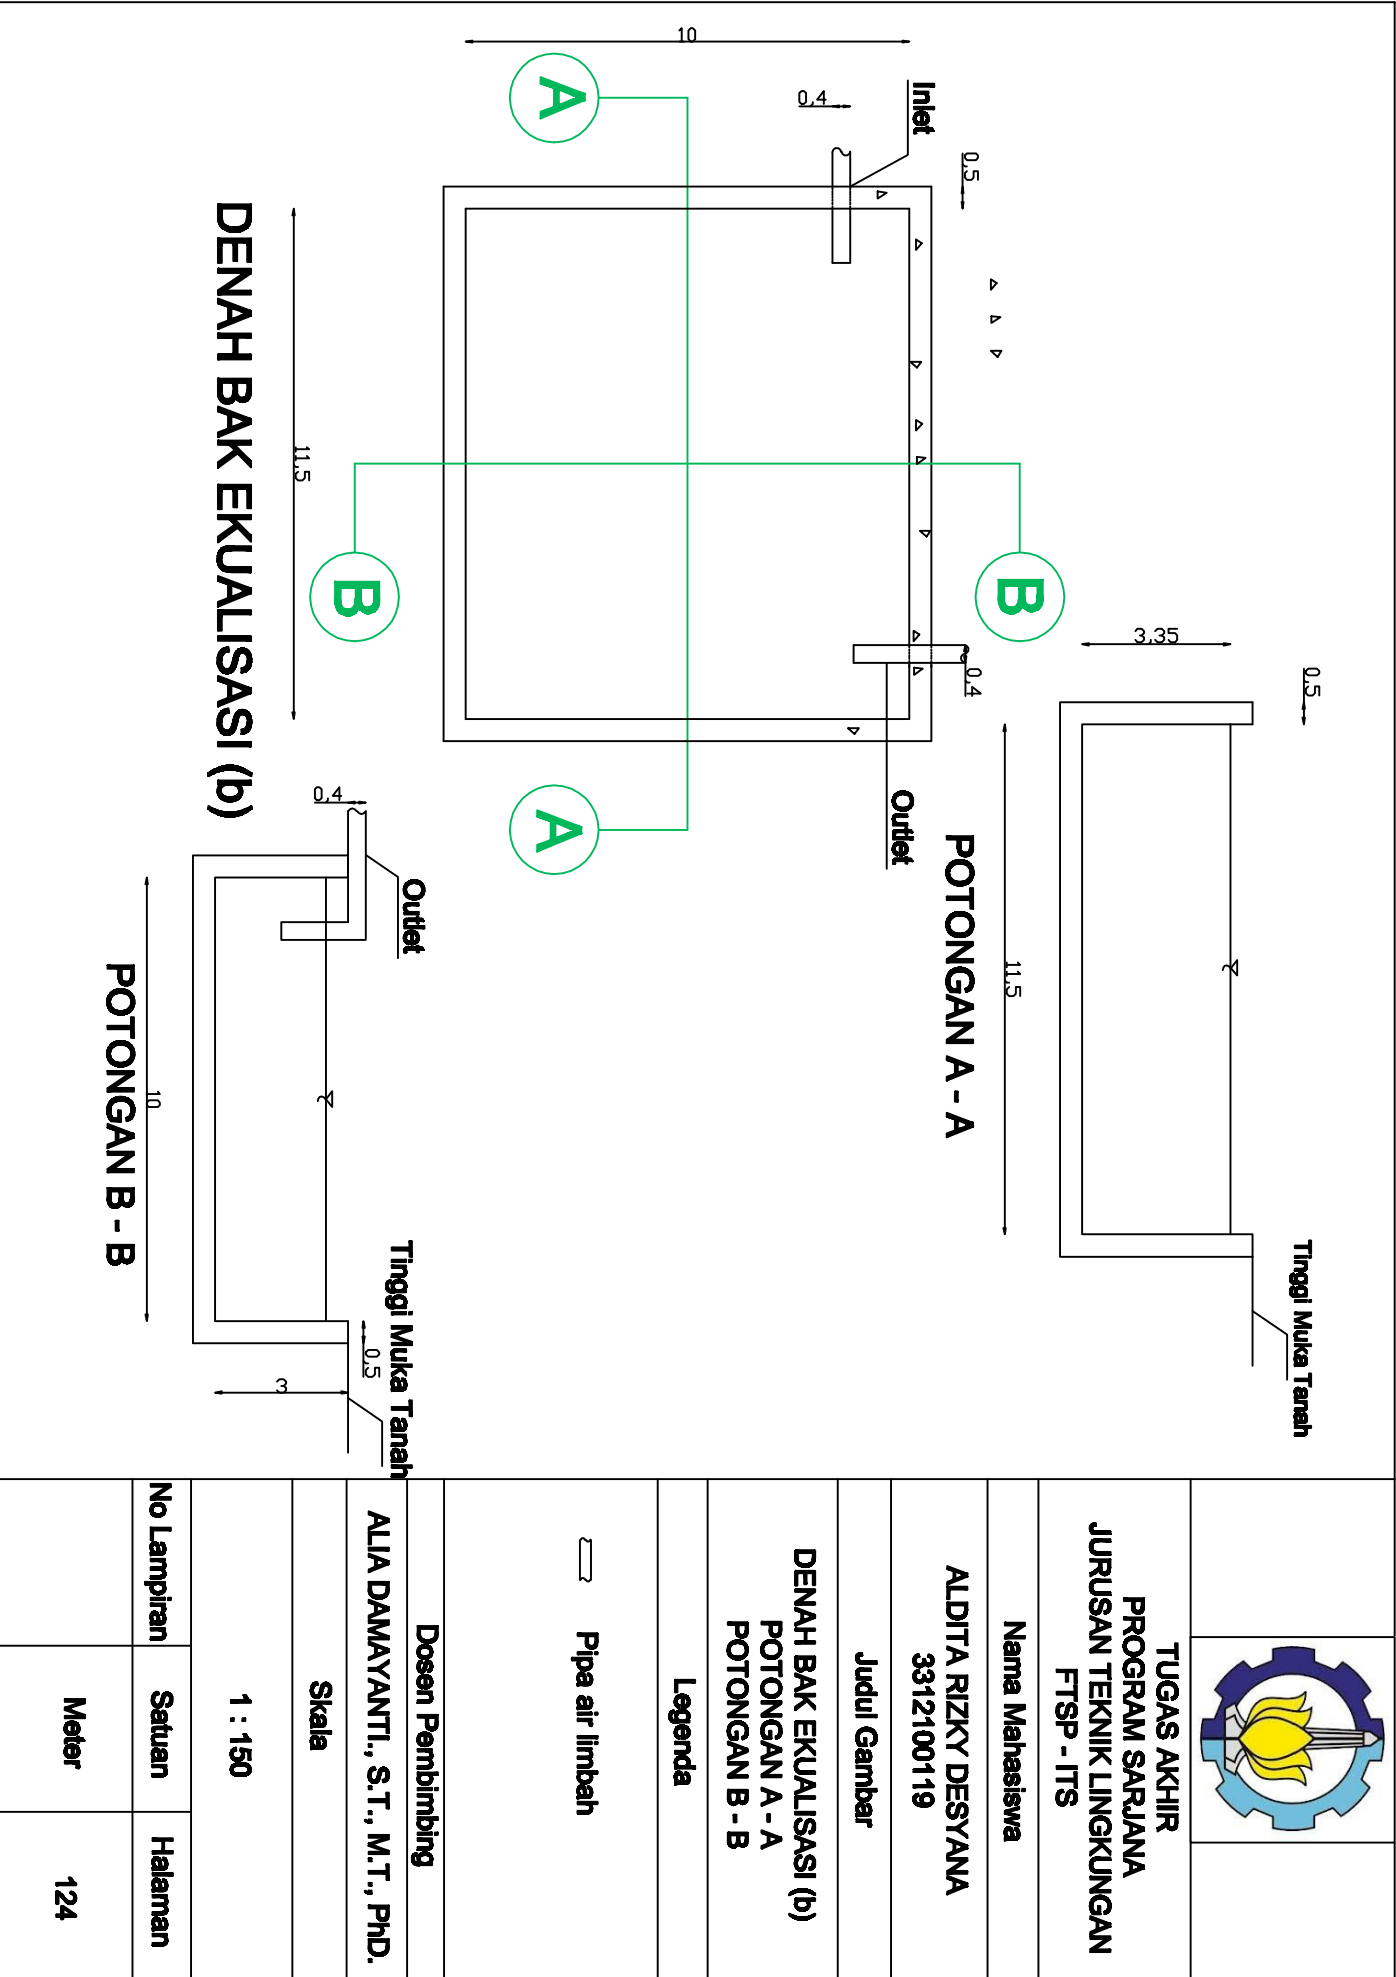 0,5
3,35
11,5
Tinggi Muka Tanah
POTONGAN A - A
Inlet
0,5
0,4
10
A
A
B
B
0,4
Outlet
11,5
DENAH BAK EKUALISASI (b)
0,4
Outlet
Tinggi Muka Tanah
0,5
3
10
POTONGAN B - B
TUGAS AKHIR
PROGRAM SARJANA
JURUSAN TEKNIK LINGKUNGAN
FTSP - ITS
Nama Mahasiswa
ALDITA RIZKY DESYANA
3312100119
Judul Gambar
DENAH BAK EKUALISASI (b)
POTONGAN A - A
POTONGAN B - B
Legenda
Pipa air limbah
Dosen Pembimbing
ALIA DAMAYANTI., S.T., M.T., PhD.
Skala
1 : 150
No Lampiran
Satuan
Halaman
Meter
124